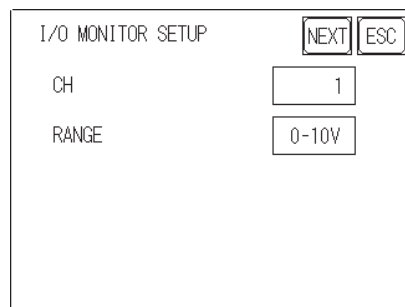 I/O MONITOR SETUP NEXT ESC
CH 1
RANGE 0-10V